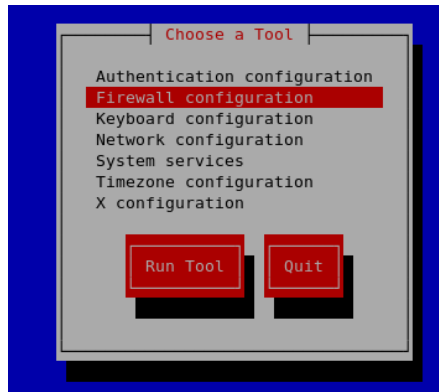 Choose a Tool
Authentication configuration
Firewall configuration
Keyboard configuration
Network configuration
System services
Timezone configuration
X configuration
Run Tool Quit